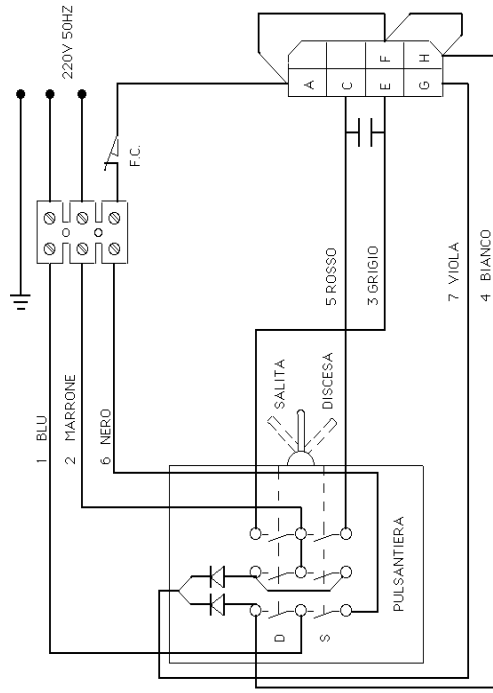 220V 50HZ
F.C.
A
C
E
F
G
H
1 BLU
2 MARRONE
6 NERO
5 ROSSO
3 GRIGIO
7 VIOLA
4 BIANCO
SALITA
DISCESA
D
S
PULSANTIERA